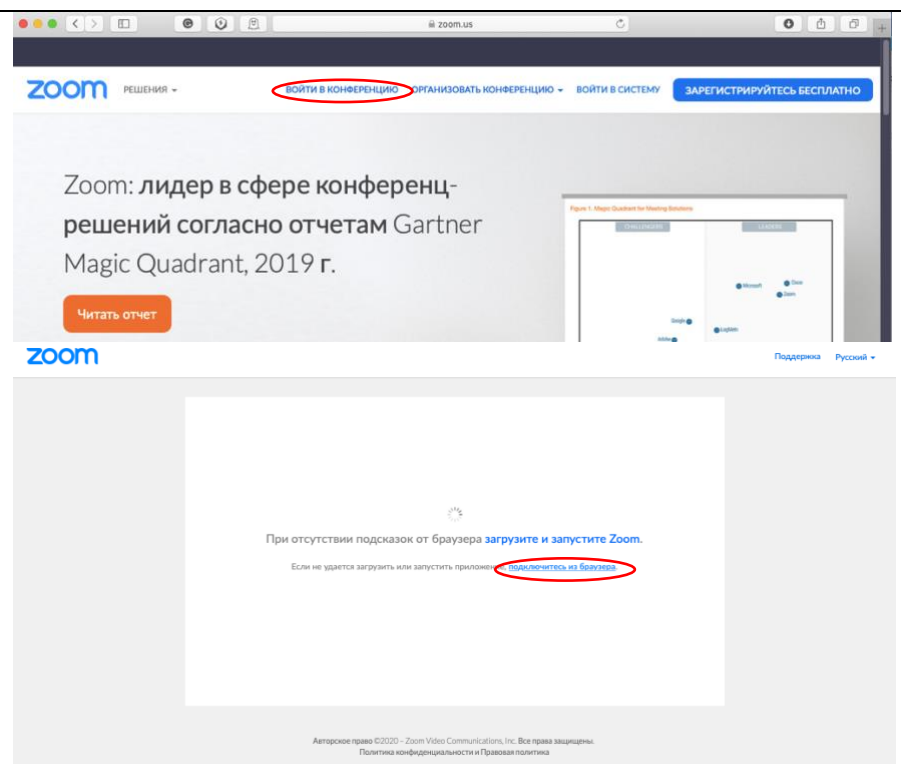 zoom.us
zoom РЕШЕНИЯ ВОЙТИ В КОНФЕРЕНЦИЮ ОРГАНИЗОВАТЬ КОНФЕРЕНЦИЮ ВОЙТИ В СИСТЕМУ ЗАРЕГИСТРИРУЙТЕСЬ БЕСПЛАТНО
Zoom: лидер в сфере конференц-
решений согласно отчетам Gartner
Magic Quadrant, 2019 г.
Читать отчет
Figure 1. Magic Quadrant for Meeting Solutions
CHALLENGERS LEADERS
Microsoft Cisco
Zoom
Google LogMeIn
Adobe
zoom Поддержка Русский
При отсутствии подсказок от браузера загрузите и запустите Zoom.
Если не удается загрузить или запустить приложение, подключитесь из браузера.
Авторское право ©2020 - Zoom Video Communications, Inc. Все права защищены.
Политика конфиденциальности и Правовая политика